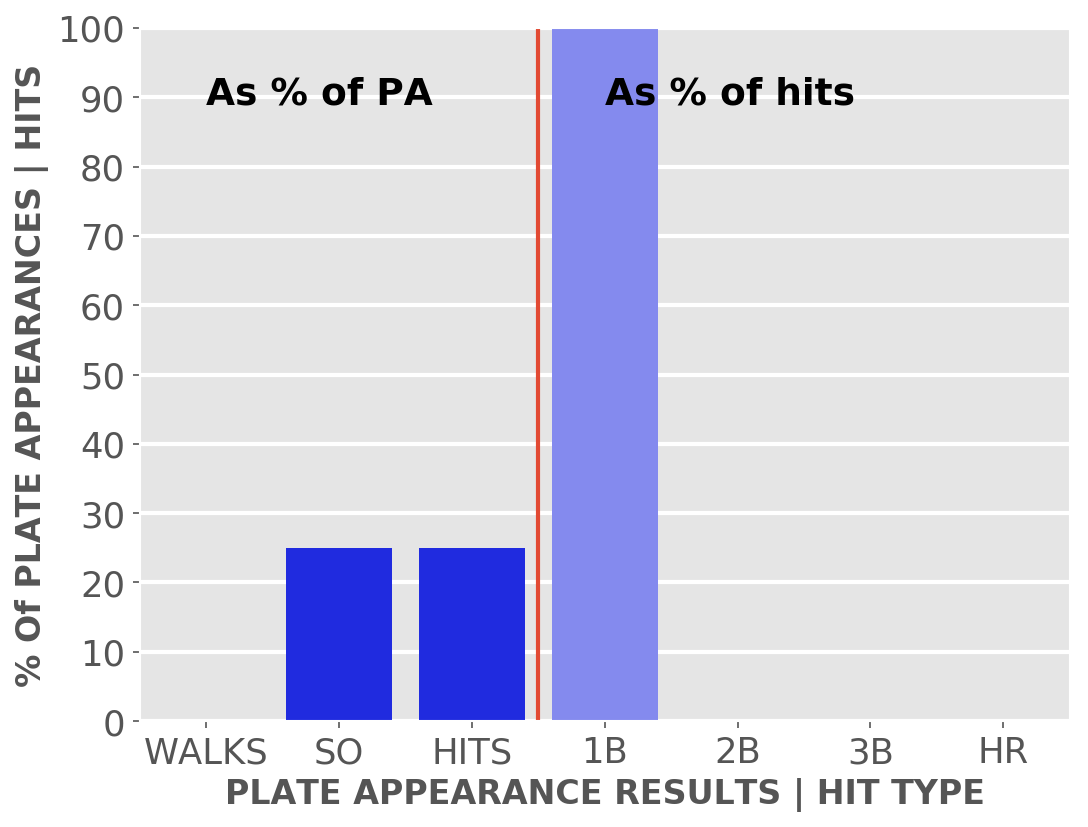 % Of PLATE APPEARANCES | HITS
100
90
80
70
60
50
40
30
20
10
0
As % of PA
As % of hits
WALKS SO HITS 1B 2B 3B HR
PLATE APPEARANCE RESULTS | HIT TYPE